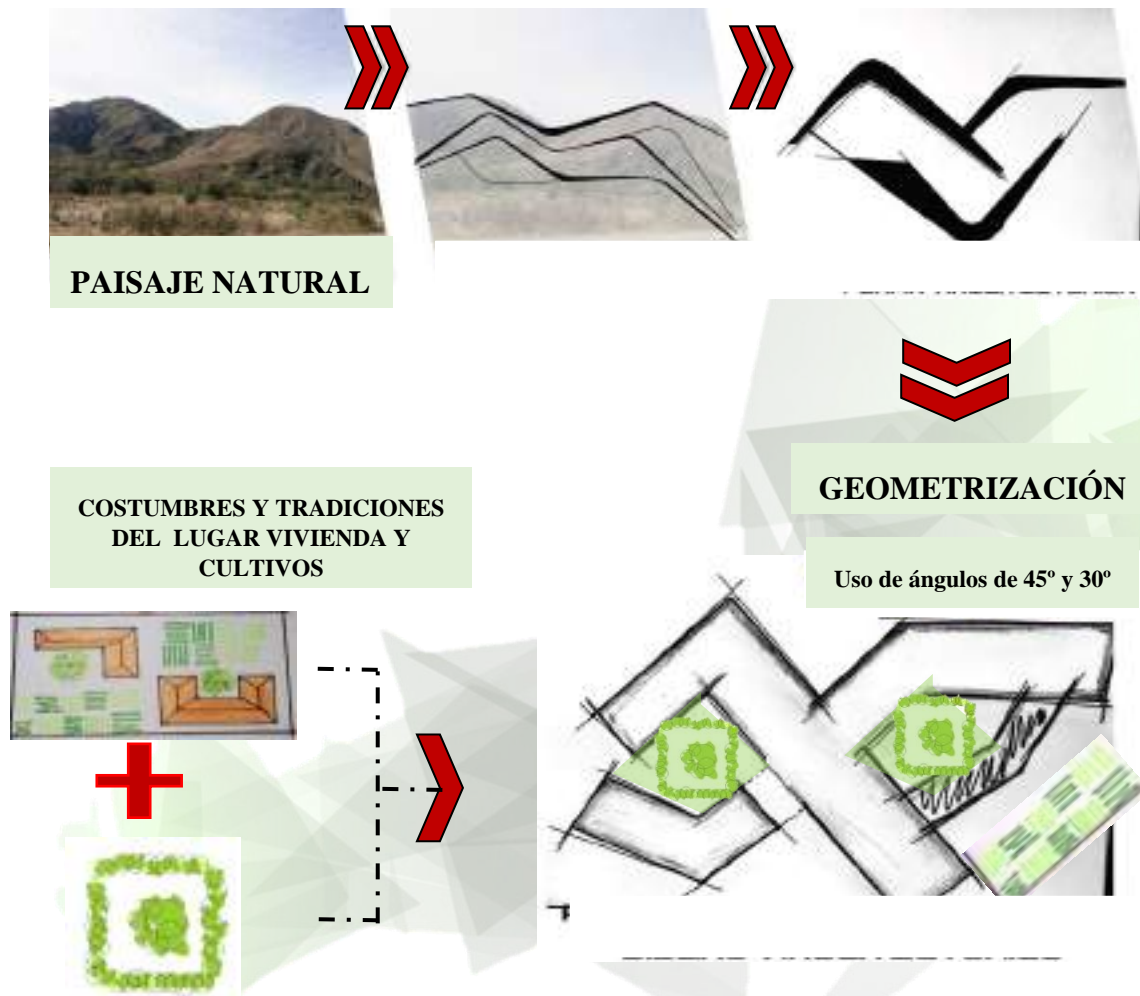 PAISAJE NATURAL
GEOMETRIZACIÓN
Uso de ángulos de 45º y 30º
COSTUMBRES Y TRADICIONES
DEL LUGAR VIVIENDA Y
CULTIVOS